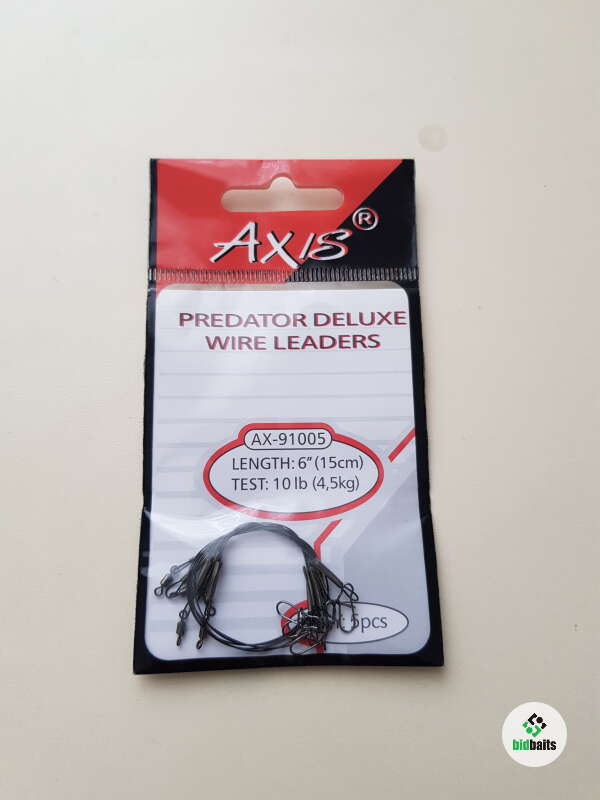 AXIS®
PREDATOR DELUXE
WIRE LEADERS
AX-91005
LENGTH: 6" (15cm)
TEST: 10 lb (4,5kg)
5pcs
bidbaits